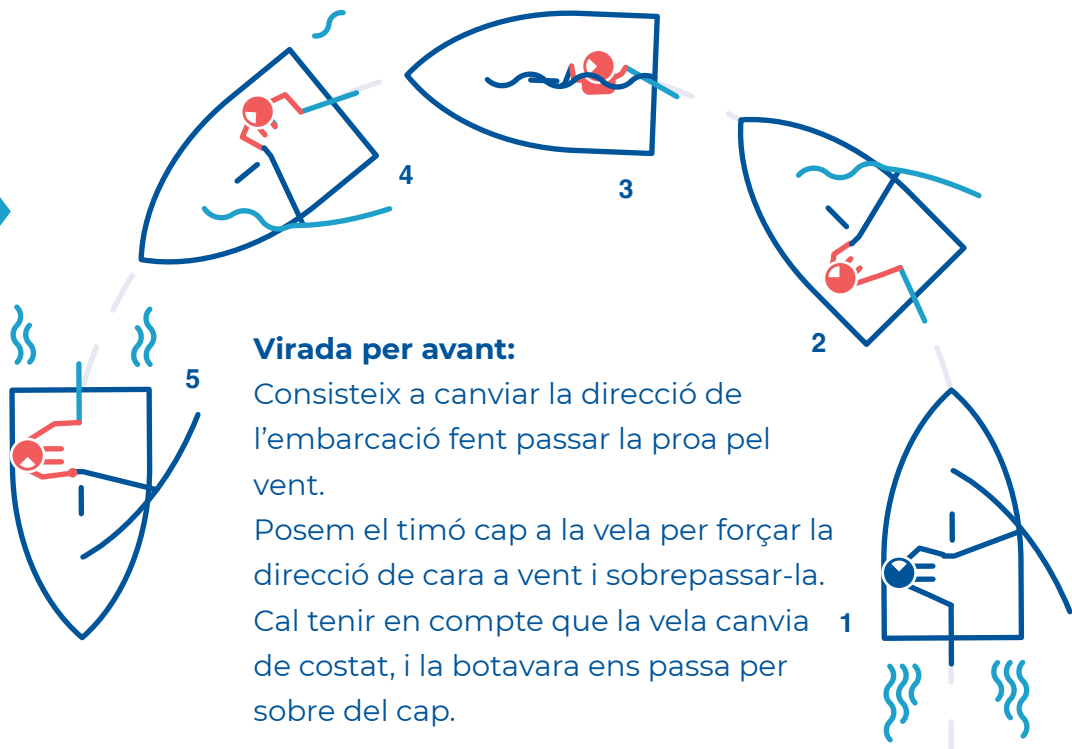 4
3
2
5
Virada per avant:
Consisteix a canviar la direcció de
l’embarcació fent passar la proa pel
vent.
Posem el timó cap a la vela per forçar la
direcció de cara a vent i sobrepassar-la.
Cal tenir en compte que la vela canvia
de costat, i la botavara ens passa per
sobre del cap.
1